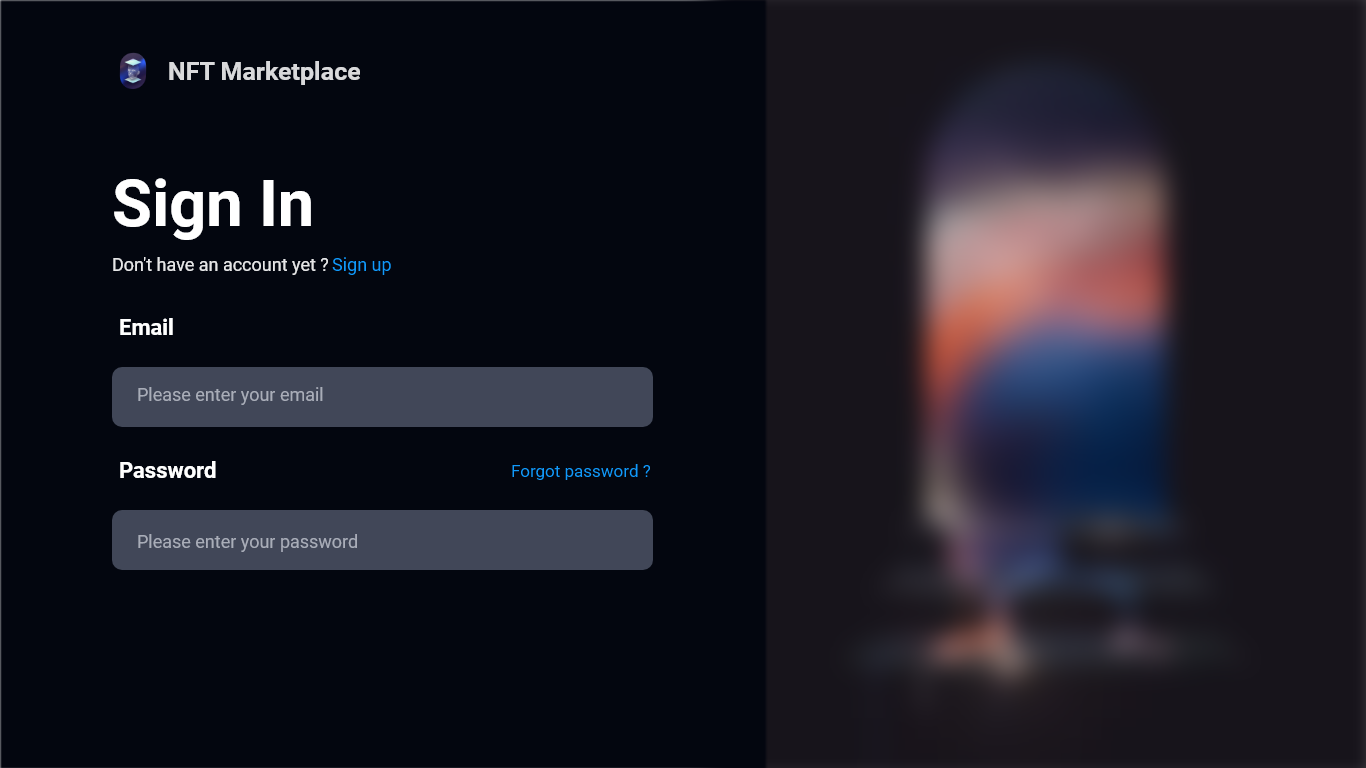 NFT Marketplace
Sign In
Don't have an account yet ? Sign up
Email
Please enter your email
Password
Forgot password ?
Please enter your password